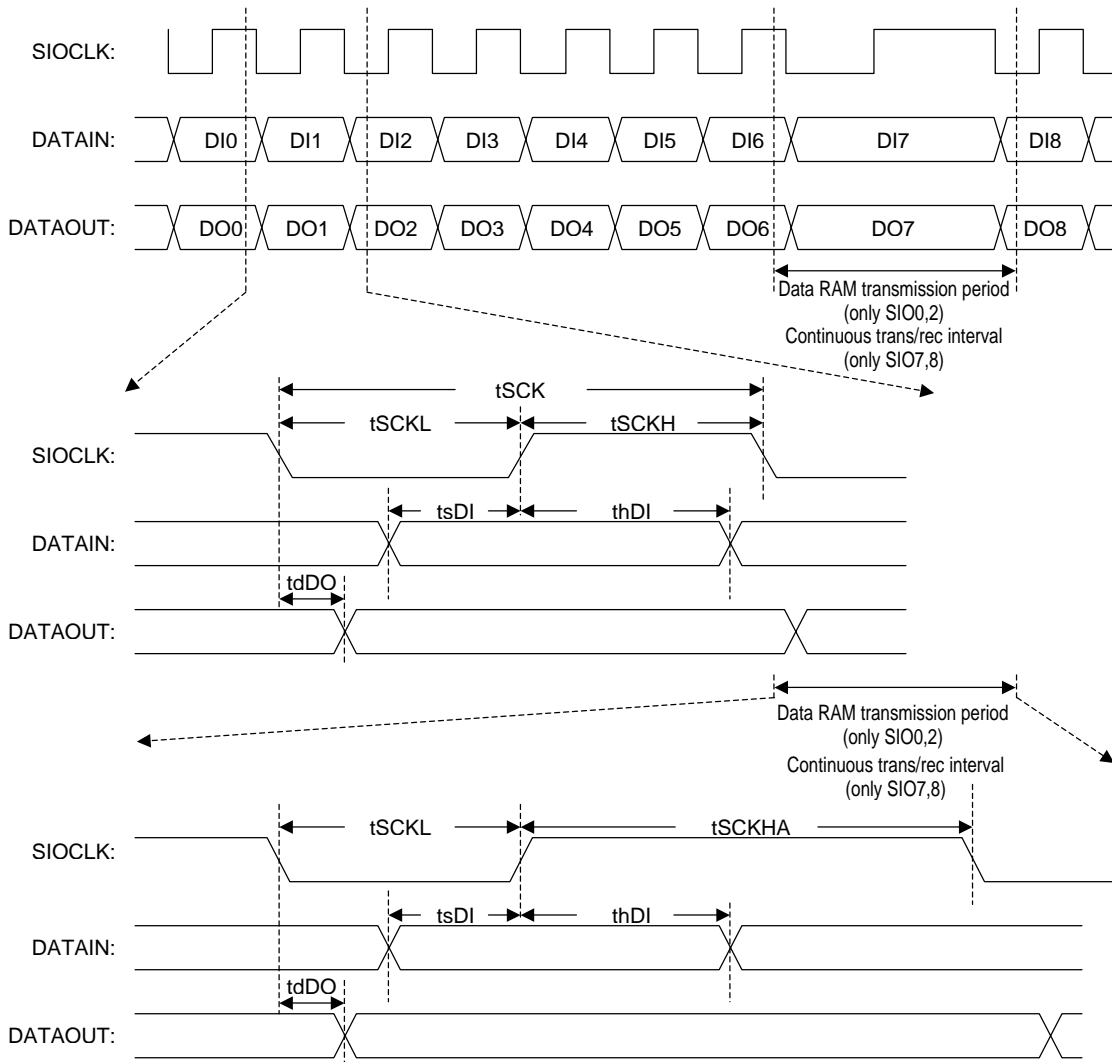 SIOCLK:
DATAIN: DI0 DI1 DI2 DI3 DI4 DI5 DI6 DI7 DI8
DATAOUT: DO0 DO1 DO2 DO3 DO4 DO5 DO6 DO7 DO8
Data RAM transmission period
(only SIO0,2)
Continuous trans/rec interval
(only SIO7,8)
tSCK
tSCKL tSCKH
SIOCLK:
tsDI thDI
DATAIN:
tdDO
DATAOUT:
Data RAM transmission period
(only SIO0,2)
Continuous trans/rec interval
(only SIO7,8)
tSCKL tSCKHA
SIOCLK:
tsDI thDI
DATAIN:
tdDO
DATAOUT: